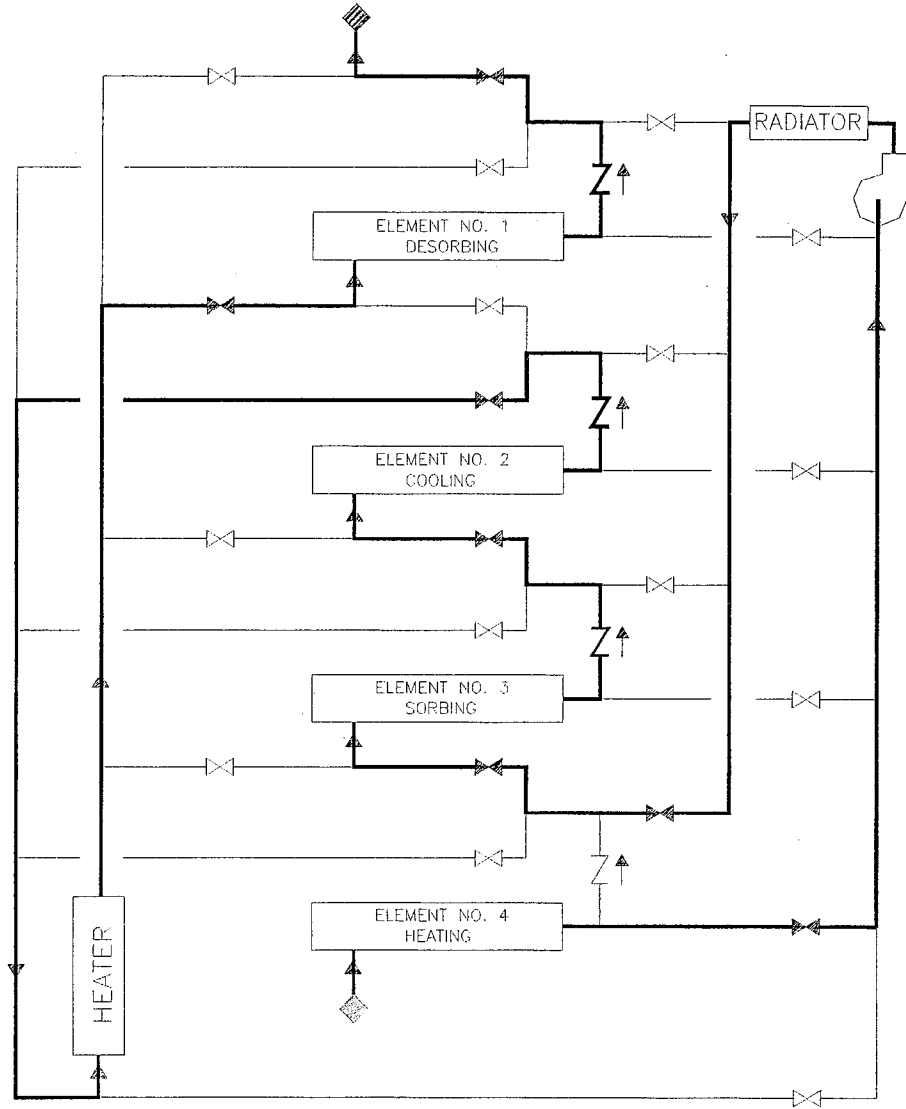 RADIATOR
ELEMENT NO. 1
DESORBING
ELEMENT NO. 2
COOLING
ELEMENT NO. 3
SORBING
ELEMENT NO. 4
HEATING
HEATER